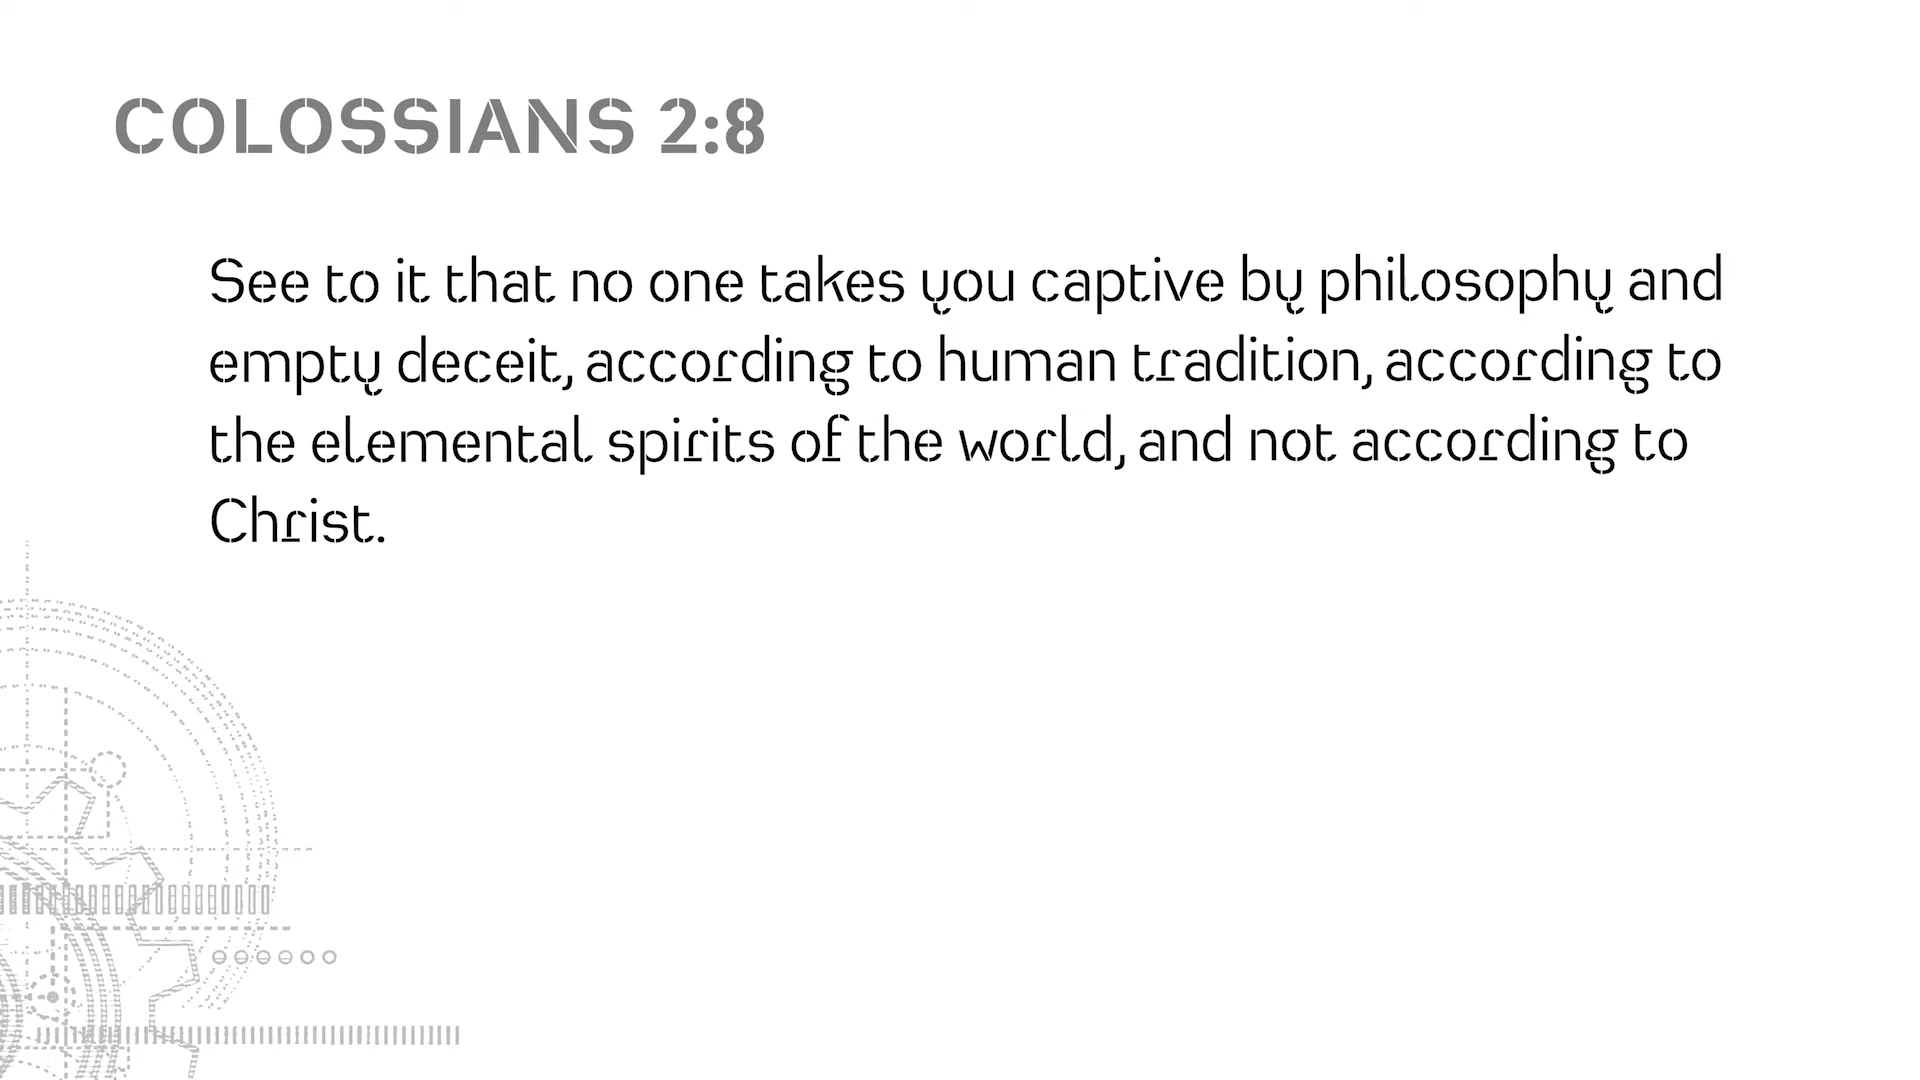 COLOSSIANS 2:8
See to it that no one takes you captive by philosophy and
empty deceit, according to human tradition, according to
the elemental spirits of the world, and not according to
Christ.